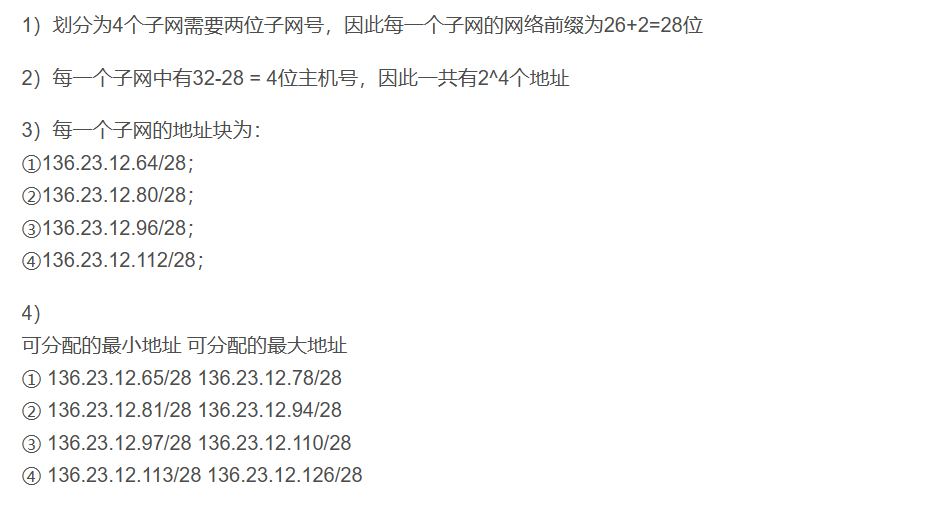 1）划分为4个子网需要两位子网号，因此每一个子网的网络前缀为26+2=28位
2）每一个子网中有32-28 = 4位主机号，因此一共有2^4个地址
3）每一个子网的地址块为：
①136.23.12.64/28；
②136.23.12.80/28；
③136.23.12.96/28；
④136.23.12.112/28；
4）
可分配的最小地址 可分配的最大地址
① 136.23.12.65/28 136.23.12.78/28
② 136.23.12.81/28 136.23.12.94/28
③ 136.23.12.97/28 136.23.12.110/28
④ 136.23.12.113/28 136.23.12.126/28